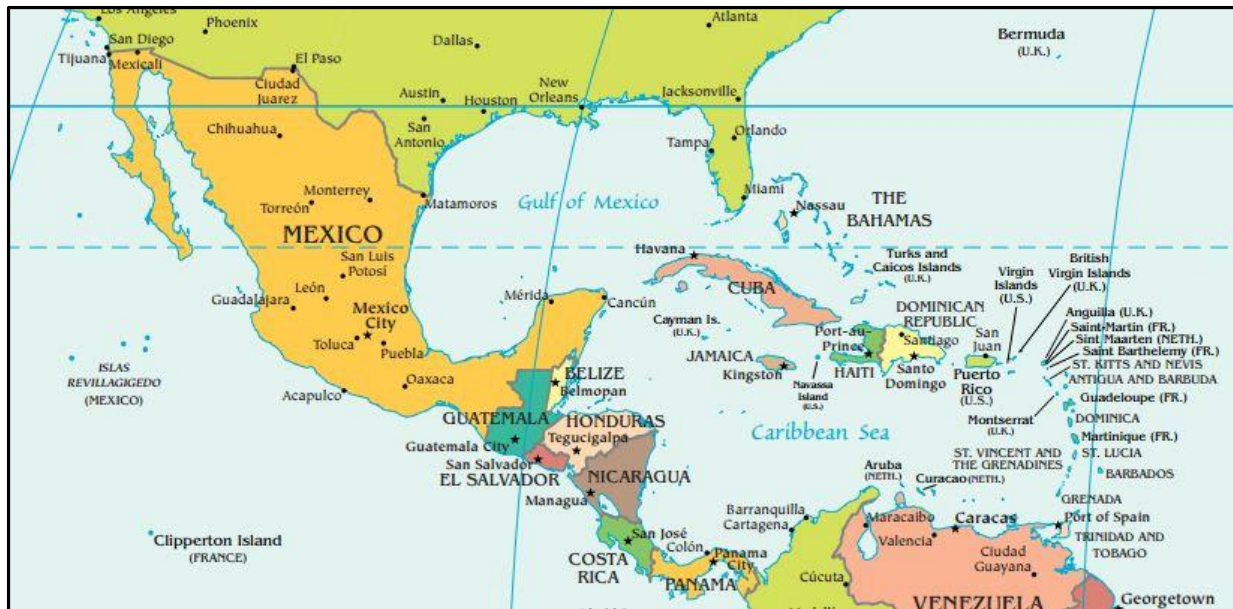 Los Angeles
Phoenix
Atlanta
San Diego
Dallas
Bermuda
(U.K.)
Tijuana
Mexicali
El Paso
Ciudad
Juarez
Austin
Houston
New
Orleans
Jacksonville
San
Antonio
Chihuahua
Tampa
Orlando
Monterrey
Torreón
Matamoros
Gulf of Mexico
Miami
Nassau
THE
BAHAMAS
MEXICO
San Luis
Potosí
Havana
Turks and
Caicos Islands
(U.K.)
Virgin
Islands
(U.S.)
British
Virgin Islands
(U.K.)
León
Guadalajara
Mexico
City
Mérida
Cancún
CUBA
Cayman Is.
(U.K.)
DOMINICAN
REPUBLIC
Santiago
San
Juan
Anguilla (U.K.)
Saint-Martin (FR.)
Sint Maarten (NETH.)
Saint Barthelemy (FR.)
ST. KITTS AND NEVIS
ANTIGUA AND BARBUDA
Guadeloupe (FR.)
Montserrat
(U.K.)
DOMINICA
Martinique (FR.)
ST. LUCIA
BARBADOS
Toluca
Puebla
Port-au-
Prince
JAMAICA
Kingston
Navassa
Island
(U.S.)
HAITI
Santo
Domingo
Puerto
Rico
(U.S.)
ISLAS
REVILLAGIGEDO
(MEXICO)
Acapulco
Oaxaca
BELIZE
Belmopan
GUATEMALA
Guatemala City
HONDURAS
Tegucigalpa
Caribbean Sea
San Salvador
EL SALVADOR
NICARAGUA
Managua
Aruba
(NETH.)
Curacao (NETH.)
ST. VINCENT AND
THE GRENADINES
GRENADA
Port of Spain
TRINIDAD AND
TOBAGO
Clipperton Island
(FRANCE)
Barranquilla
Cartagena
Maracaibo
Caracas
Valencia
Ciudad
Guayana
San José
COSTA
RICA
Colón
Panama
City
PANAMA
Cúcuta
VENEZUELA
Georgetown